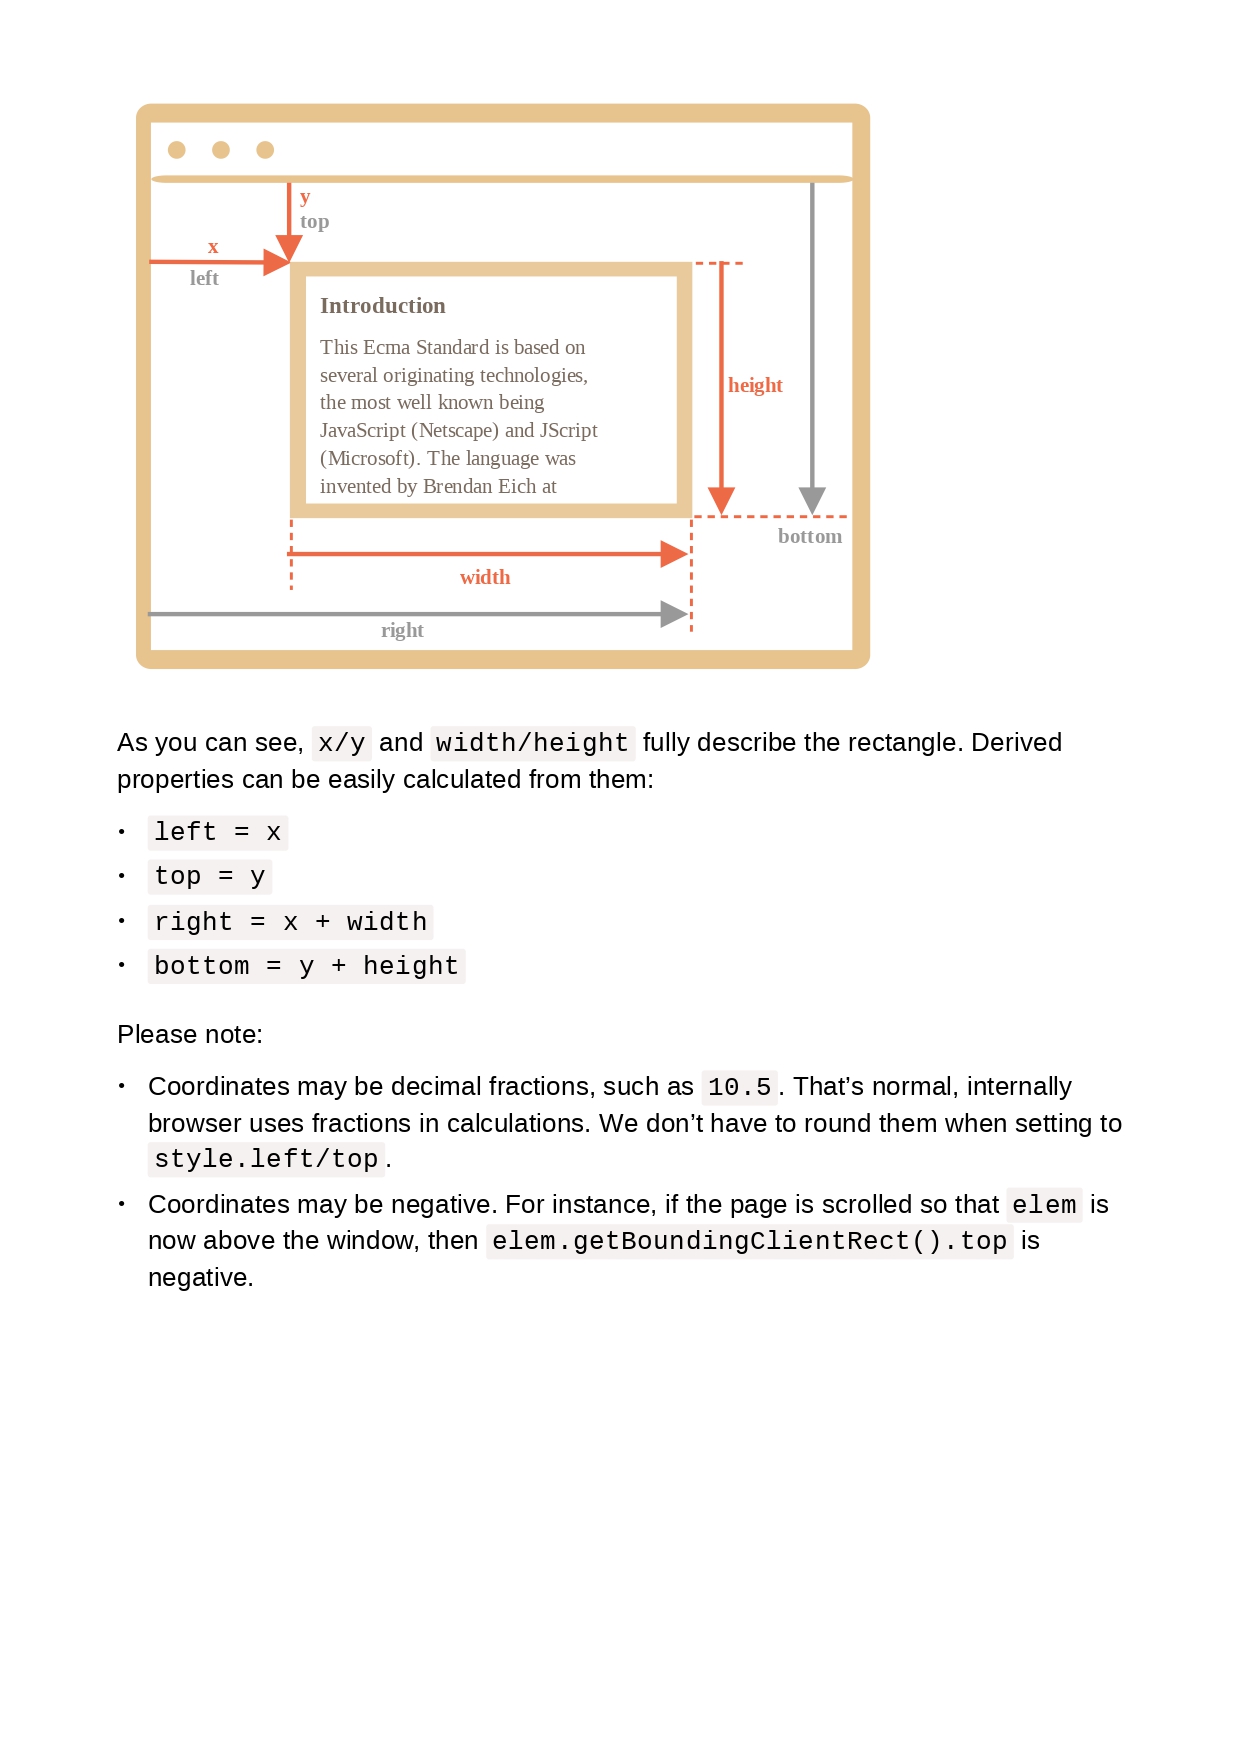 y
top
x
left
Introduction
This Ecma Standard is based on
several originating technologies,
the most well known being
JavaScript (Netscape) and JScript
(Microsoft). The language was
invented by Brendan Eich at
height
bottom
width
right
As you can see, x/y and width/height fully describe the rectangle. Derived
properties can be easily calculated from them:
• left = x
• top = y
• right = x + width
• bottom = y + height
Please note:
• Coordinates may be decimal fractions, such as 10.5. That’s normal, internally
browser uses fractions in calculations. We don’t have to round them when setting to
style.left/top.
• Coordinates may be negative. For instance, if the page is scrolled so that elem is
now above the window, then elem.getBoundingClientRect().top is
negative.